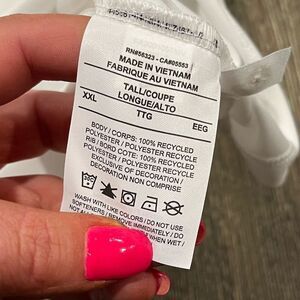 RN#56323 - CA#05553
MADE IN VIETNAM
FABRIQUE AU VIETNAM
TALL/COUPE
LONGUE/ALTO
XXL TTG EEG
BODY / CORPS: 100% RECYCLED
POLYESTER / POLYESTER RECYCLE
RIB / BORD COTE: 100% RECYCLED
POLYESTER / POLYESTER RECYCLE
EXCLUSIVE OF DECORATION /
DECORATION NON COMPRISE
WASH WITH LIKE COLORS / DO NOT USE
SOFTENERS / REMOVE IMMEDIATELY / DO
NOT WHEN WET /